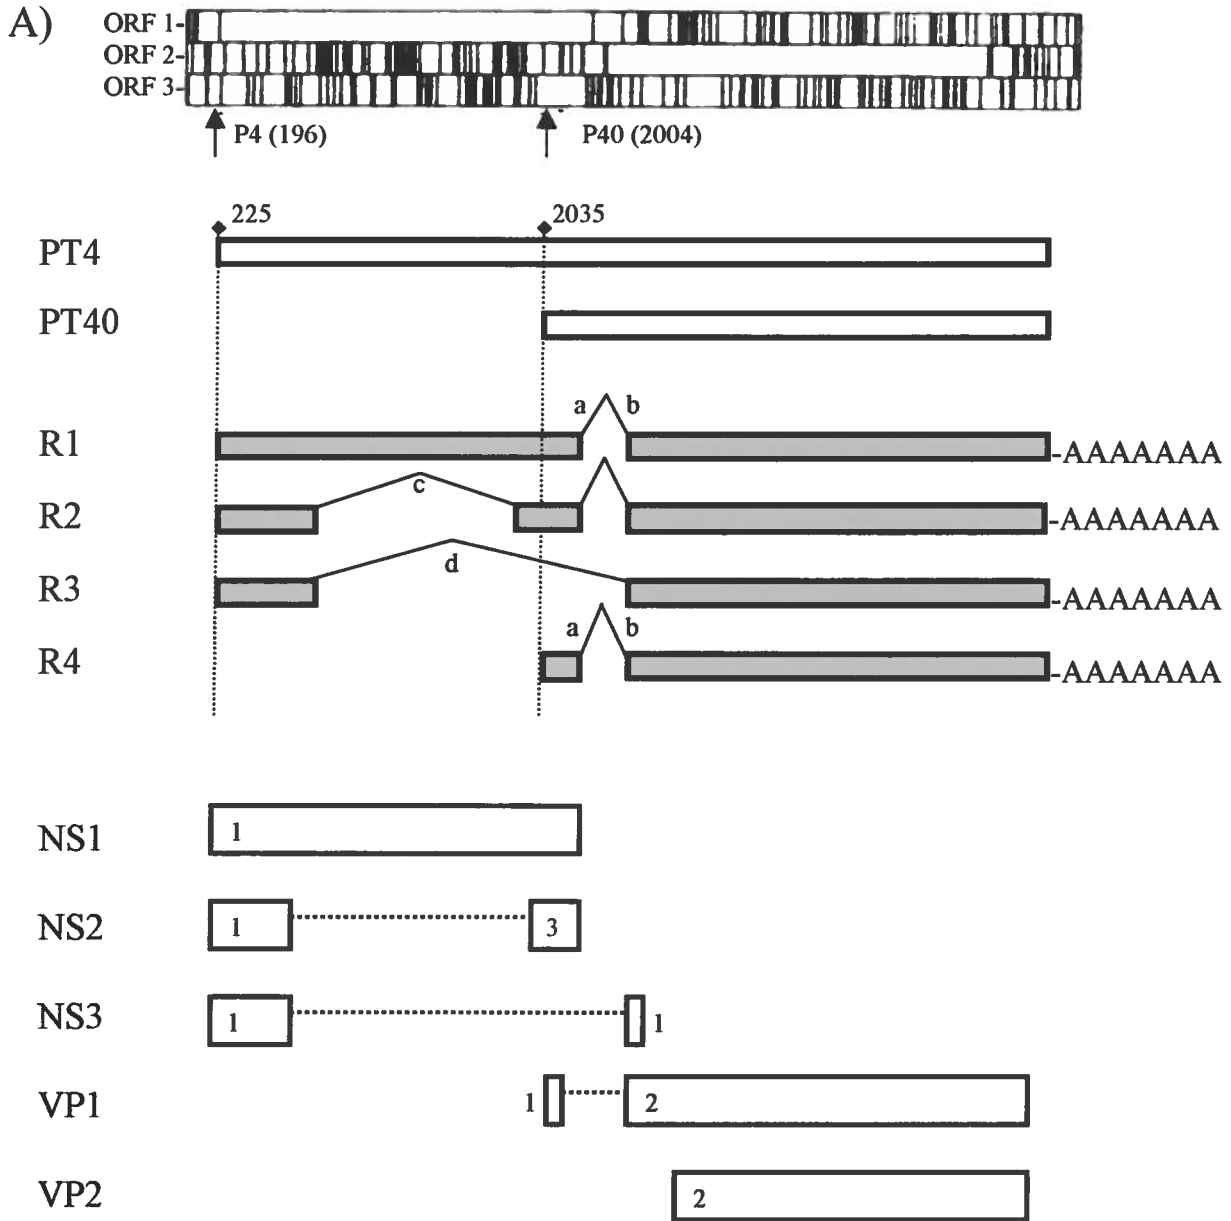 A)
ORF 1-
ORF 2-
ORF 3-
P4 (196) P40 (2004)
225 2035
PT4
PT40
a b
R1 -AAAAAAA
c
R2 -AAAAAAA
d
R3 -AAAAAAA
a b
R4 -AAAAAAA
NS1 1
NS2 1 3
NS3 1 1
VP1 1 2
VP2 2